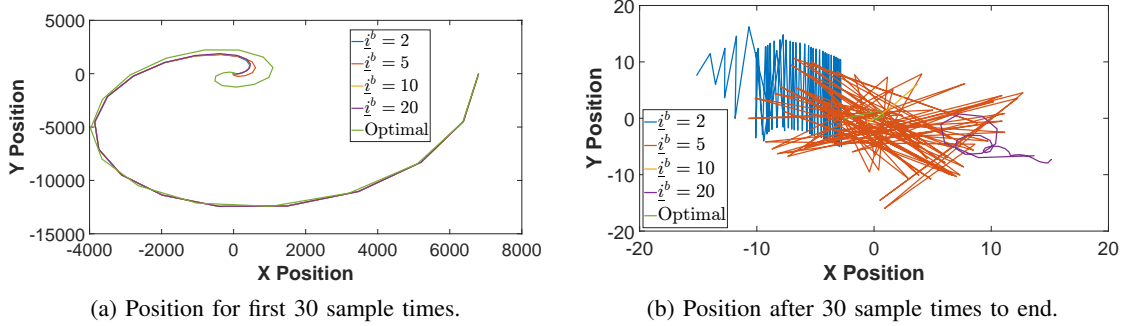 5000
0
-5000
-10000
-15000
Y Position
-4000 -2000 0 2000 4000 6000 8000
X Position
i^b = 2
i^b = 5
i^b = 10
i^b = 20
Optimal
(a) Position for first 30 sample times.
20
10
0
-10
-20
Y Position
-20 -10 0 10 20
X Position
i^b = 2
i^b = 5
i^b = 10
i^b = 20
Optimal
(b) Position after 30 sample times to end.